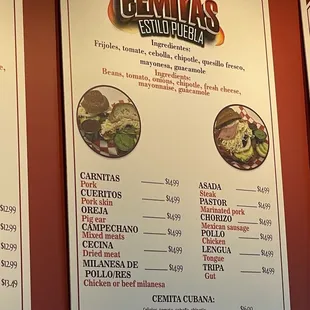 CEMITAS
ESTILO PUEBLA
Ingredientes:
Frijoles, tomate, cebolla, chipotle, quesillo fresco,
mayonesa, guacamole
Ingredients:
Beans, tomato, onions, chipotle, fresh cheese,
mayonnaise, guacamole
CARNITAS $14.99
Pork
CUERITOS $14.99
Pork skin
OREJA $14.99
Pig ear
CAMPECHANO $14.99
Mixed meats
CECINA $14.99
Dried meat
MILANESA DE
POLLO/RES $14.99
Chicken or beef milanesa
ASADA $14.99
Steak
PASTOR $14.99
Marinated pork
CHORIZO $14.99
Mexican sausage
POLLO $14.99
Chicken
LENGUA $14.99
Tongue
TRIPA $14.99
Gut
CEMITA CUBANA:
$12.99
$12.99
$12.99
$12.99
$13.49